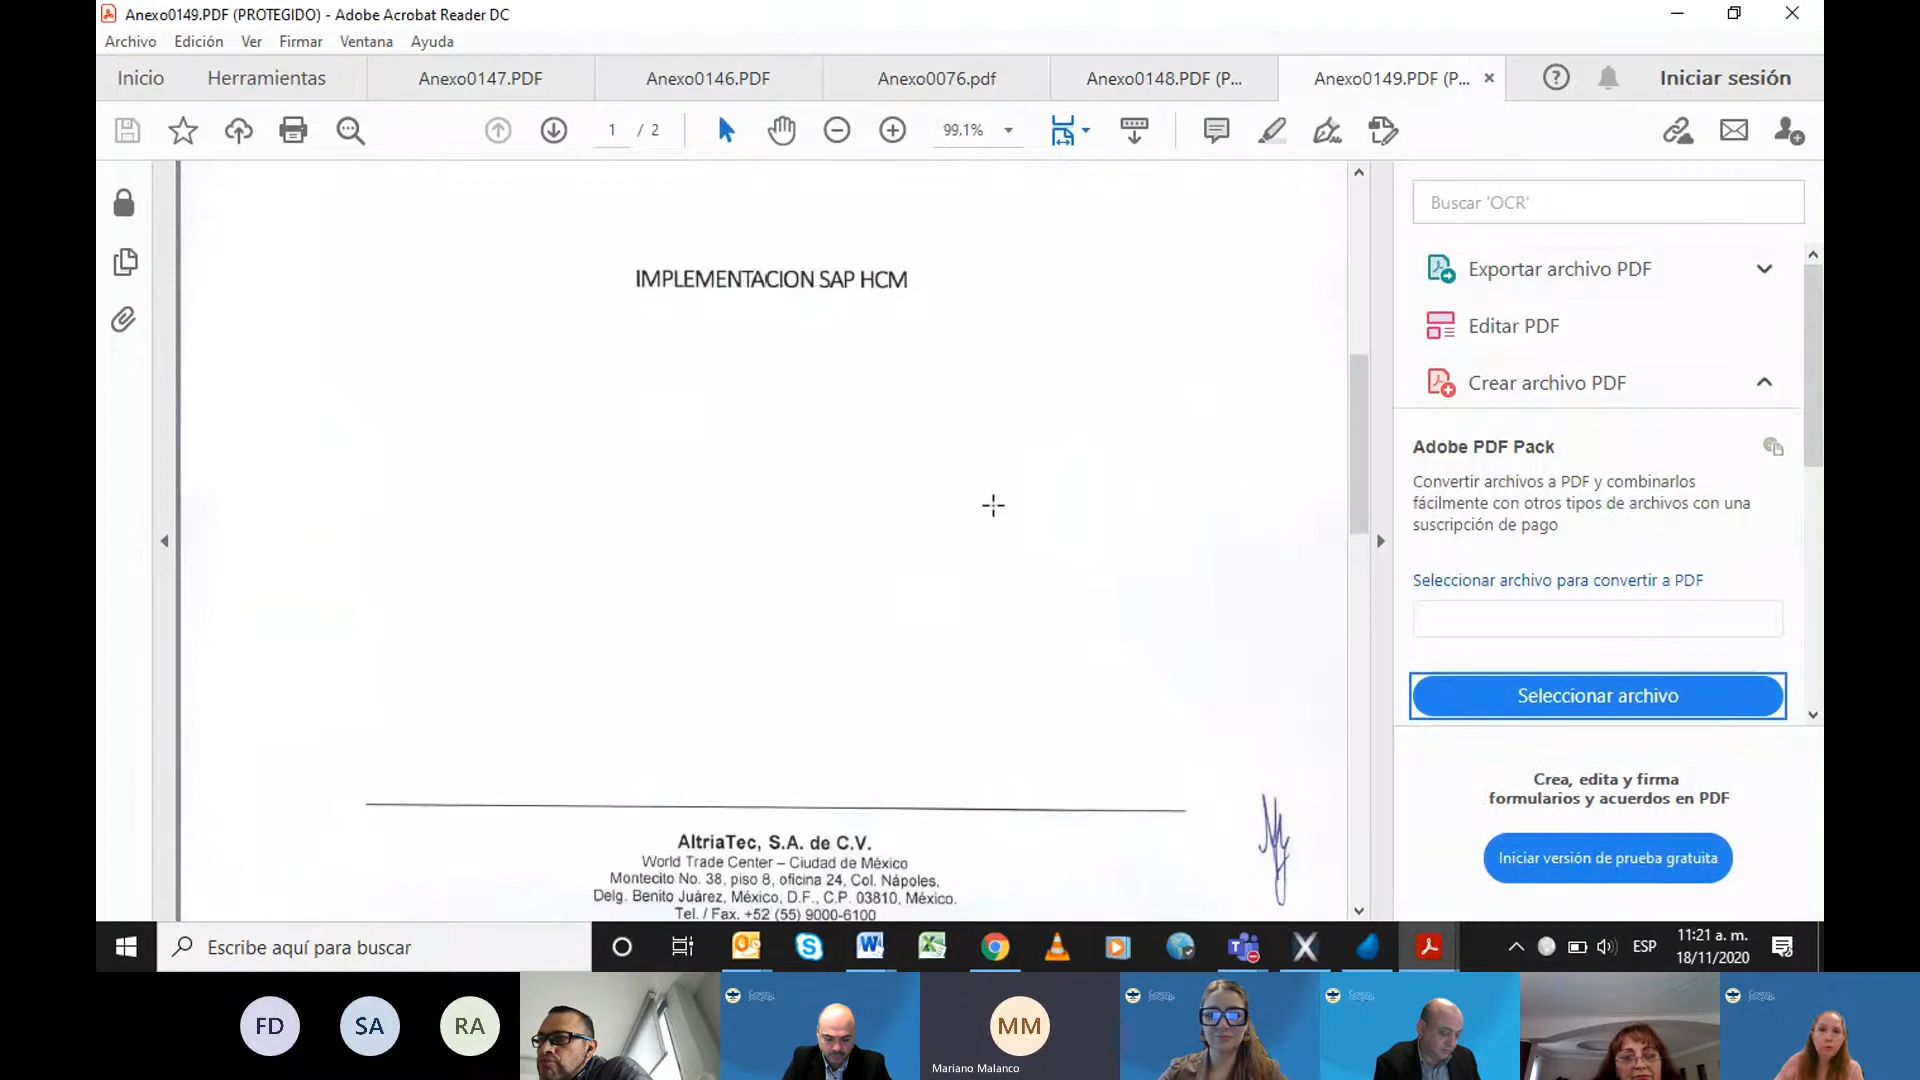 Anexo0149.PDF (PROTEGIDO) - Adobe Acrobat Reader DC
Archivo Edición Ver Firmar Ventana Ayuda
Inicio Herramientas Anexo0147.PDF Anexo0146.PDF Anexo0076.pdf Anexo0148.PDF (P... Anexo0149.PDF (P... Iniciar sesión
1 / 2 99.1%
Buscar 'OCR'
Exportar archivo PDF
Editar PDF
Crear archivo PDF
Adobe PDF Pack
Convertir archivos a PDF y combinarlos
fácilmente con otros tipos de archivos con una
suscripción de pago
Seleccionar archivo para convertir a PDF
Seleccionar archivo
Crea, edita y firma
formularios y acuerdos en PDF
Iniciar versión de prueba gratuita
IMPLEMENTACION SAP HCM
AltriaTec, S.A. de C.V.
World Trade Center – Ciudad de México
Montecito No. 38, piso 8, oficina 24, Col. Nápoles,
Delg. Benito Juárez, México, D.F., C.P. 03810, México.
Tel. / Fax. +52 (55) 9000-6100
Escribe aquí para buscar
ESP
11:21 a. m.
18/11/2020
FD SA RA MM
Mariano Malanco